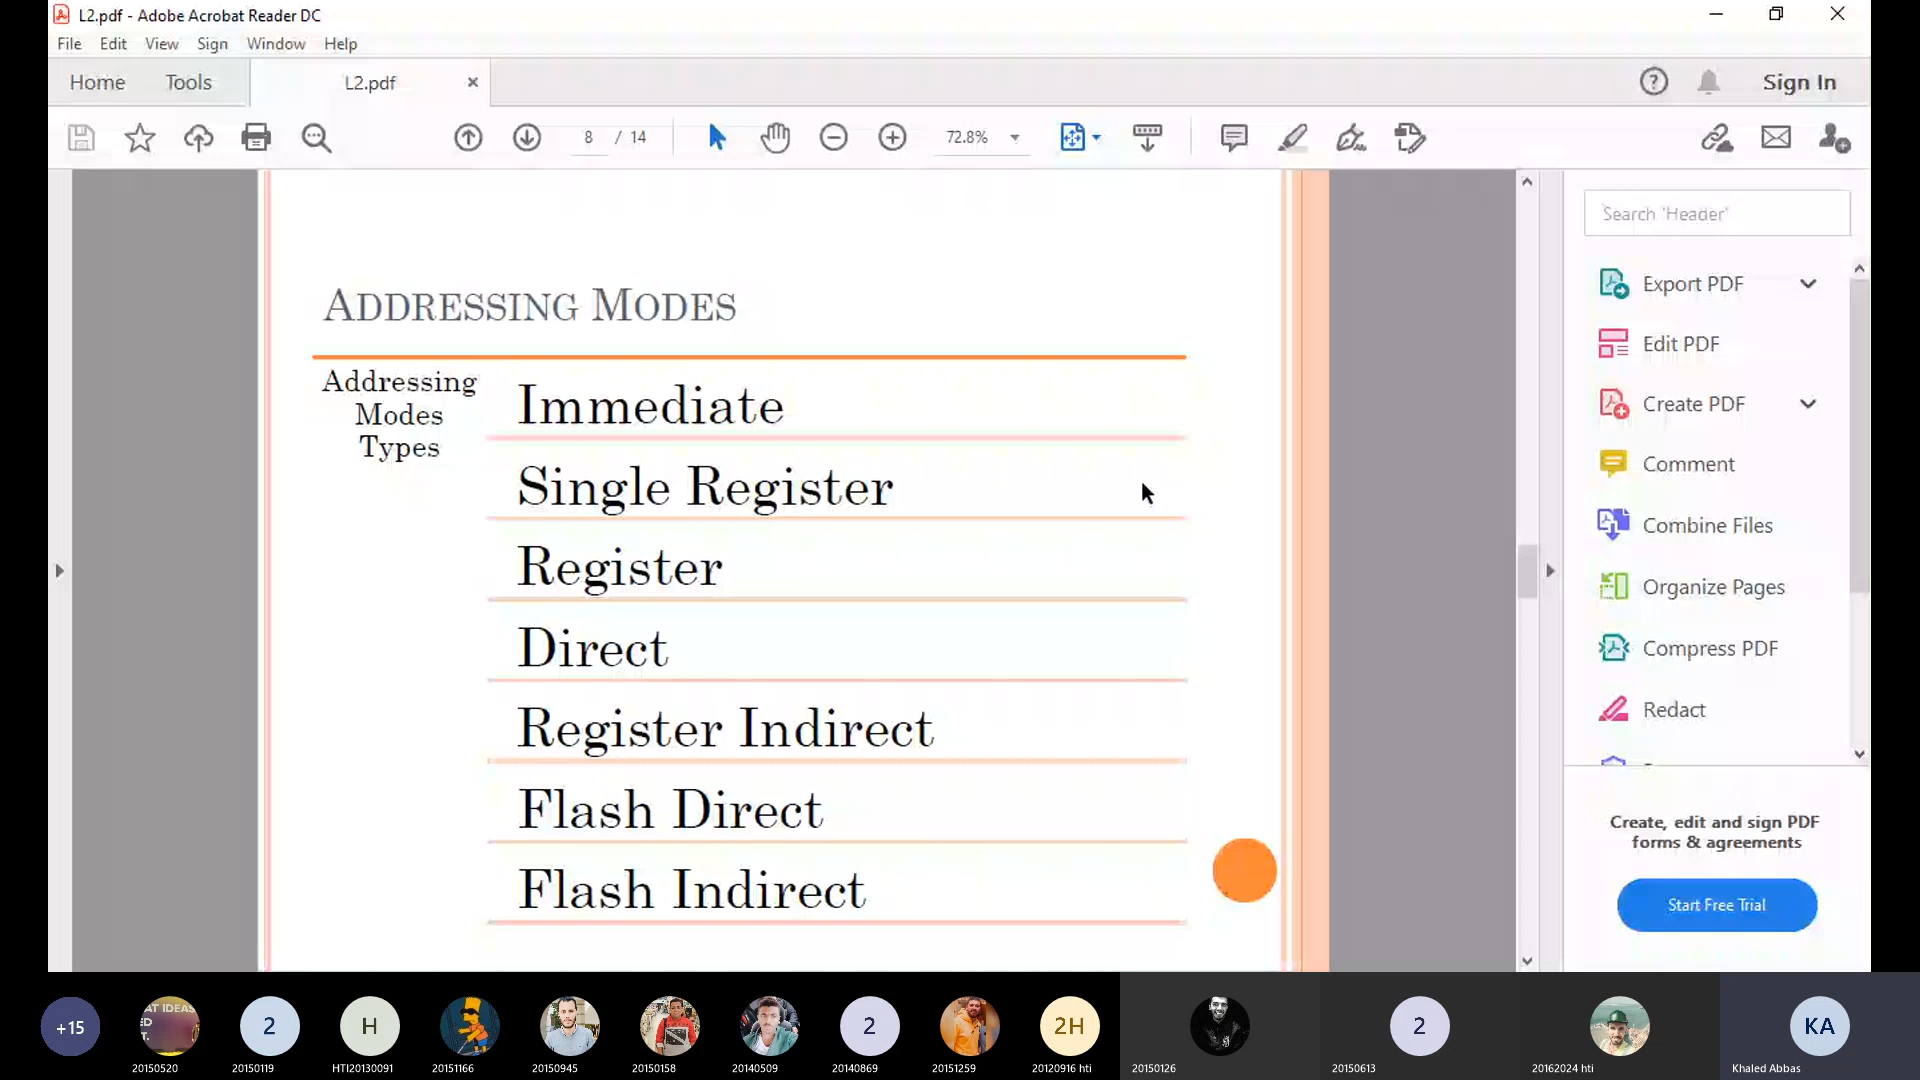 L2.pdf - Adobe Acrobat Reader DC
File Edit View Sign Window Help
Home Tools L2.pdf Sign In
8 / 14 72.8%
ADDRESSING MODES
Addressing
Modes
Types
Immediate
Single Register
Register
Direct
Register Indirect
Flash Direct
Flash Indirect
Search 'Header'
Export PDF
Edit PDF
Create PDF
Comment
Combine Files
Organize Pages
Compress PDF
Redact
Create, edit and sign PDF
forms & agreements
Start Free Trial
+15 2 H 2 2H 2 KA
20150520 20150119 HTI20130091 20151166 20150945 20150158 20140509 20140869 20151259 20120916 hti 20150126 20150613 20162024 hti Khaled Abbas